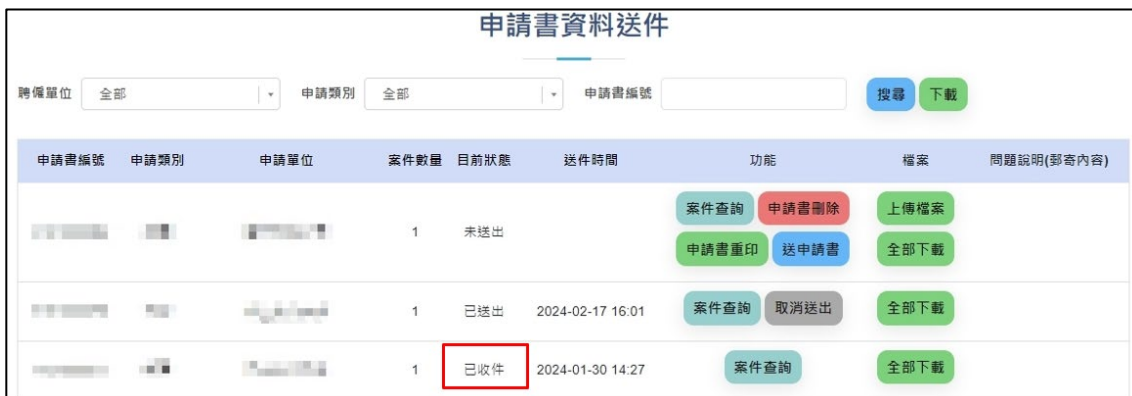 申請書資料送件
聘僱單位 全部 申請類別 全部 申請書編號 搜尋 下載
申請書編號 申請類別 申請單位 案件數量 目前狀態 送件時間 功能 檔案 問題說明(郵寄內容)
案件查詢 申請書刪除 上傳檔案
1 未送出
申請書重印 送申請書 全部下載
1 已送出 2024-02-17 16:01 案件查詢 取消送出 全部下載
1 已收件 2024-01-30 14:27 案件查詢 全部下載